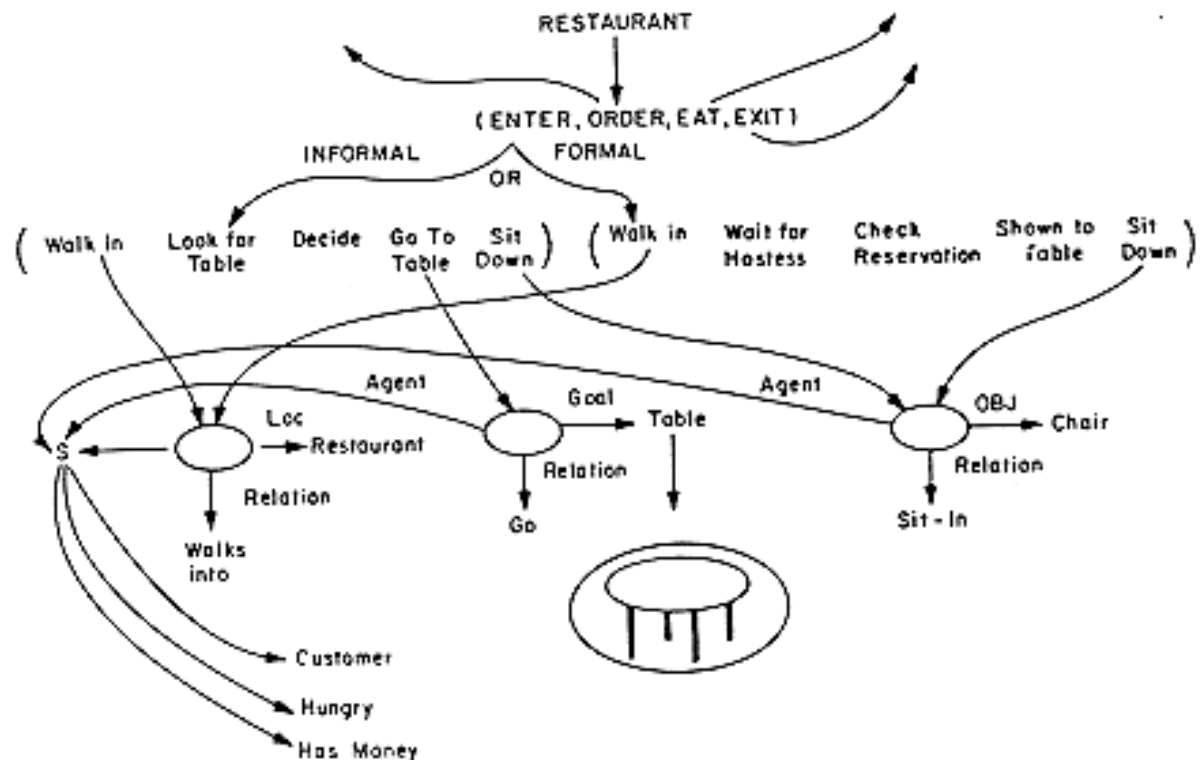 RESTAURANT
(ENTER, ORDER, EAT, EXIT)
INFORMAL FORMAL
OR
(Walk in Look for Table Decide Go To Table Sit Down) (Walk in Wait for Hostess Check Reservation Shown to Table Sit Down)
Agent Agent
Goal OBJ
Loc Table Chair
S Restaurant
Relation Relation
Relation
Go Sit-In
Walks
into
Customer
Hungry
Has Money